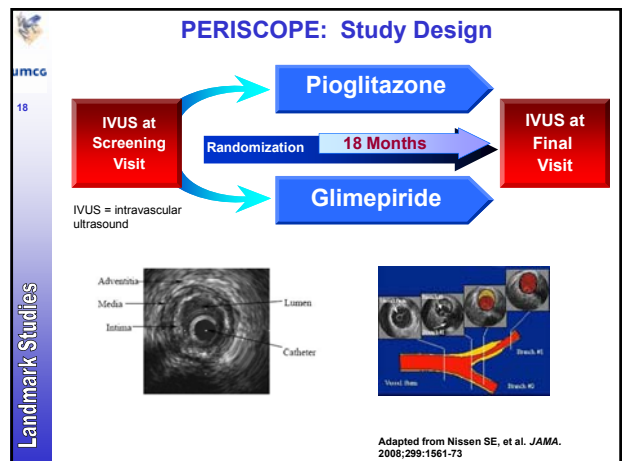 PERISCOPE: Study Design
umcg
18
Pioglitazone
IVUS at
Screening
Visit
Randomization
18 Months
IVUS at
Final
Visit
Glimepiride
IVUS = intravascular
ultrasound
Adventitia
Media
Intima
Lumen
Catheter
Branch #1
Branch #2
Landmark Studies
Adapted from Nissen SE, et al. JAMA.
2008;299:1561-73